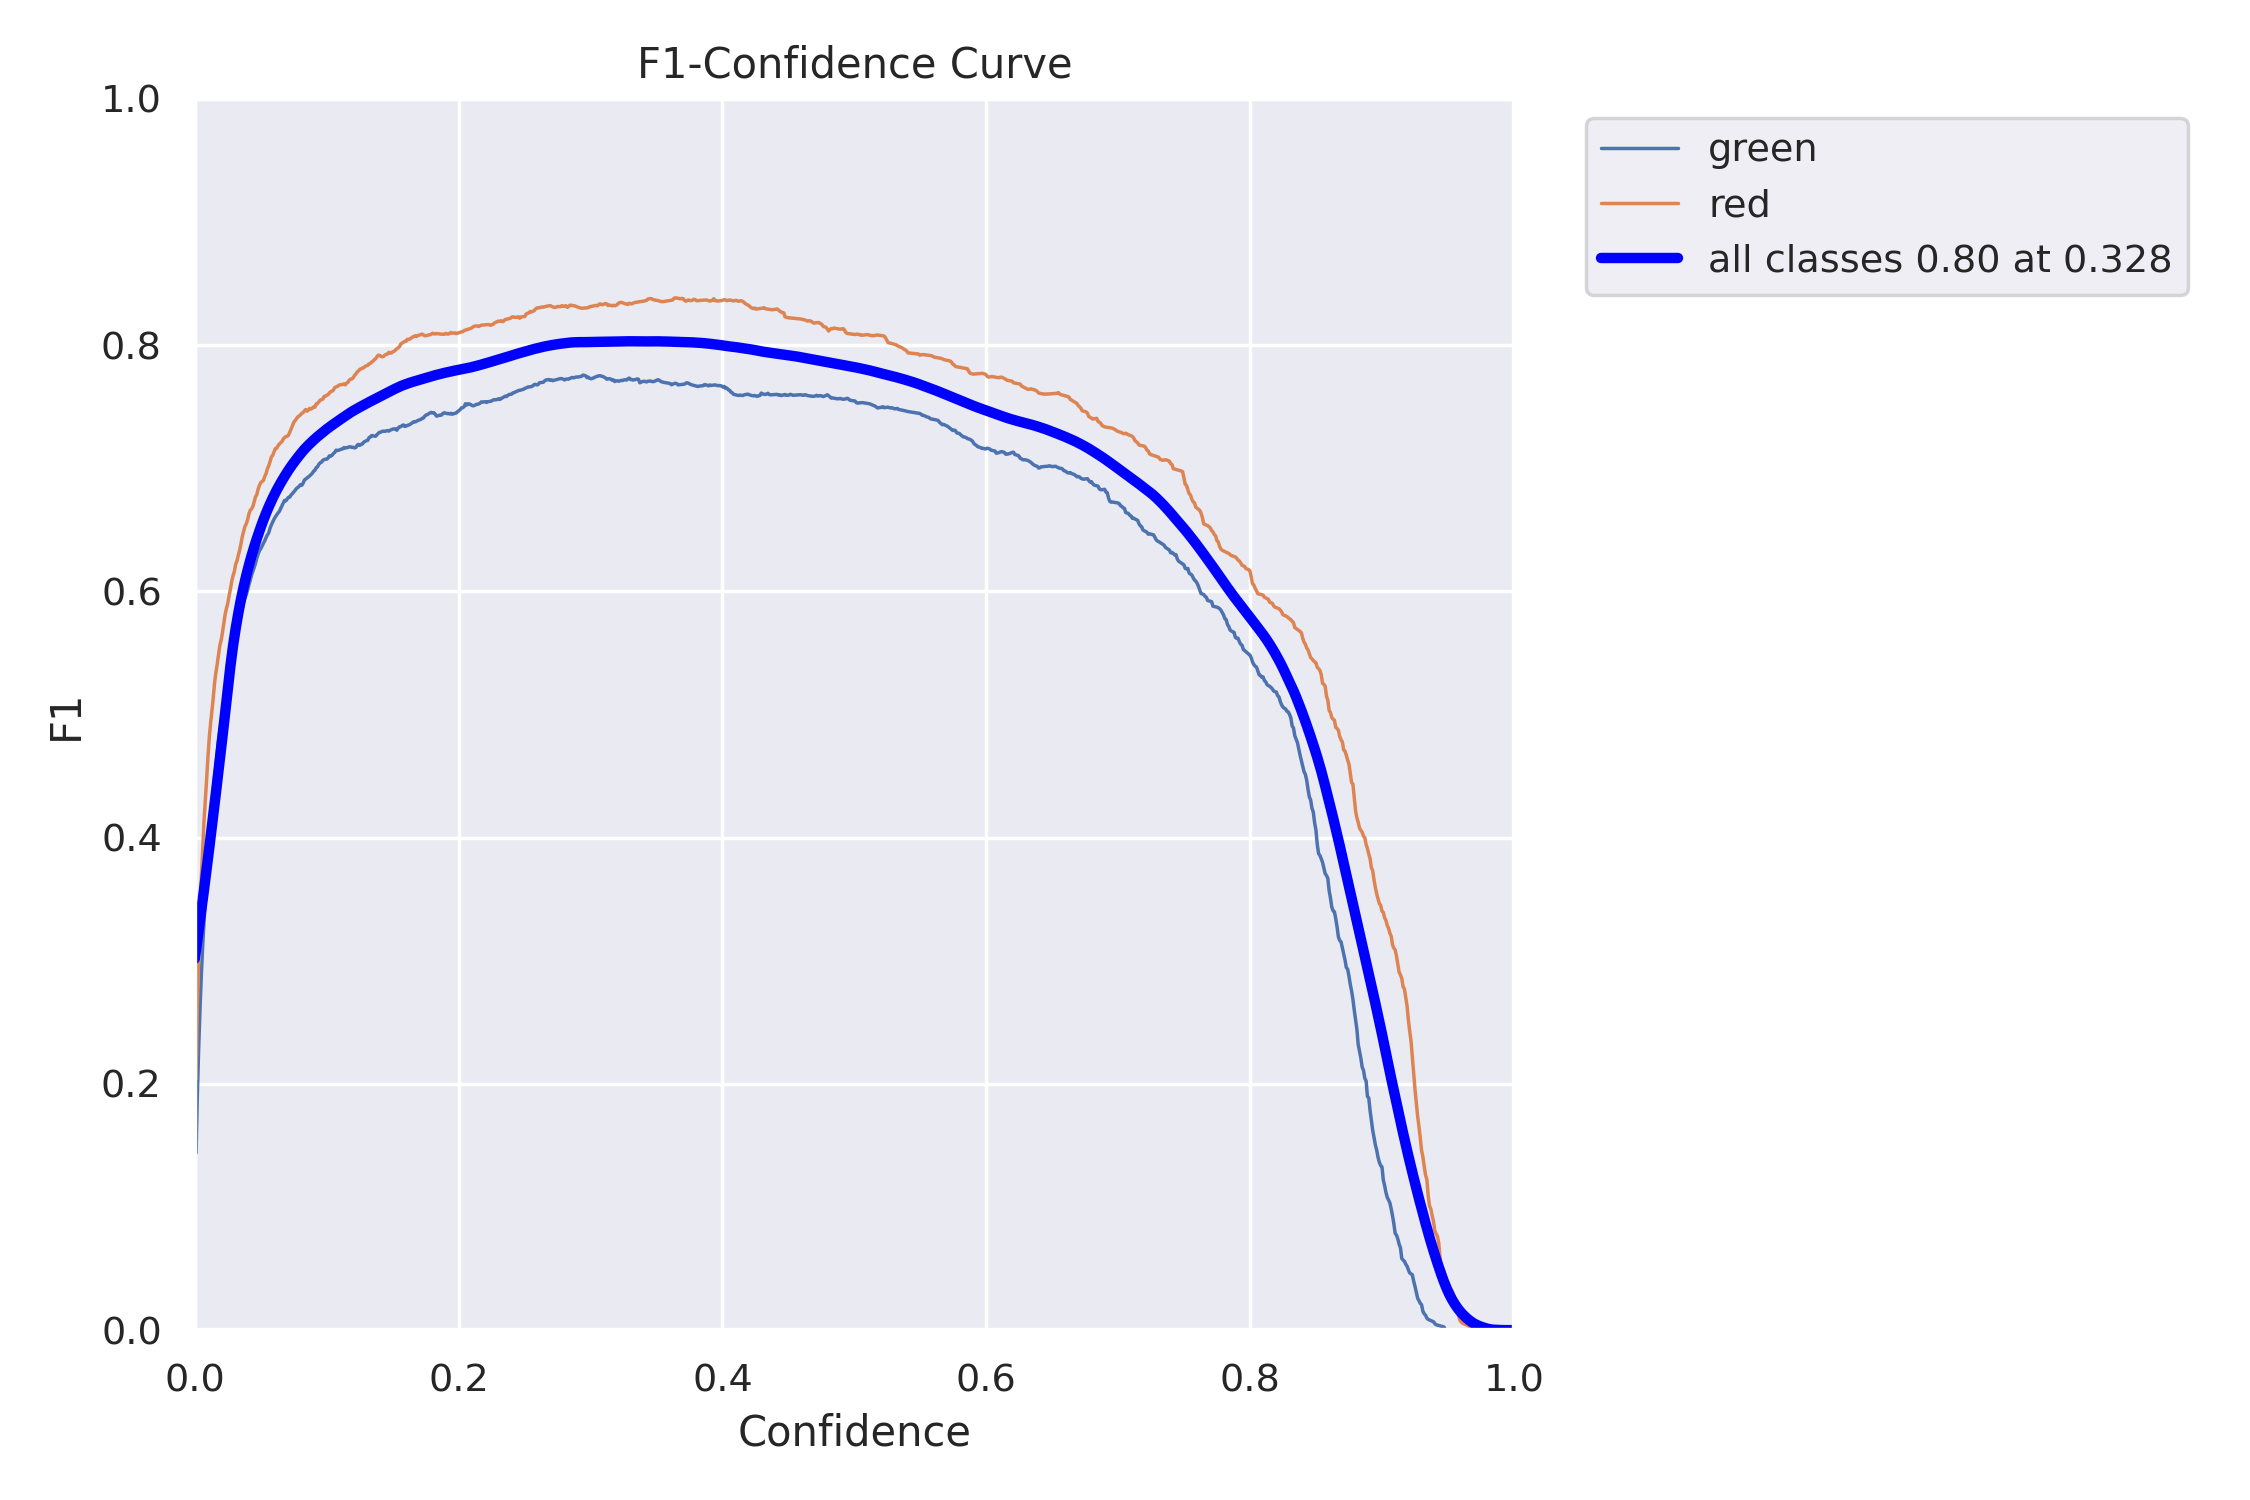 F1-Confidence Curve
1.0
0.8
0.6
0.4
0.2
0.0
F1
0.0 0.2 0.4 0.6 0.8 1.0
Confidence
green
red
all classes 0.80 at 0.328